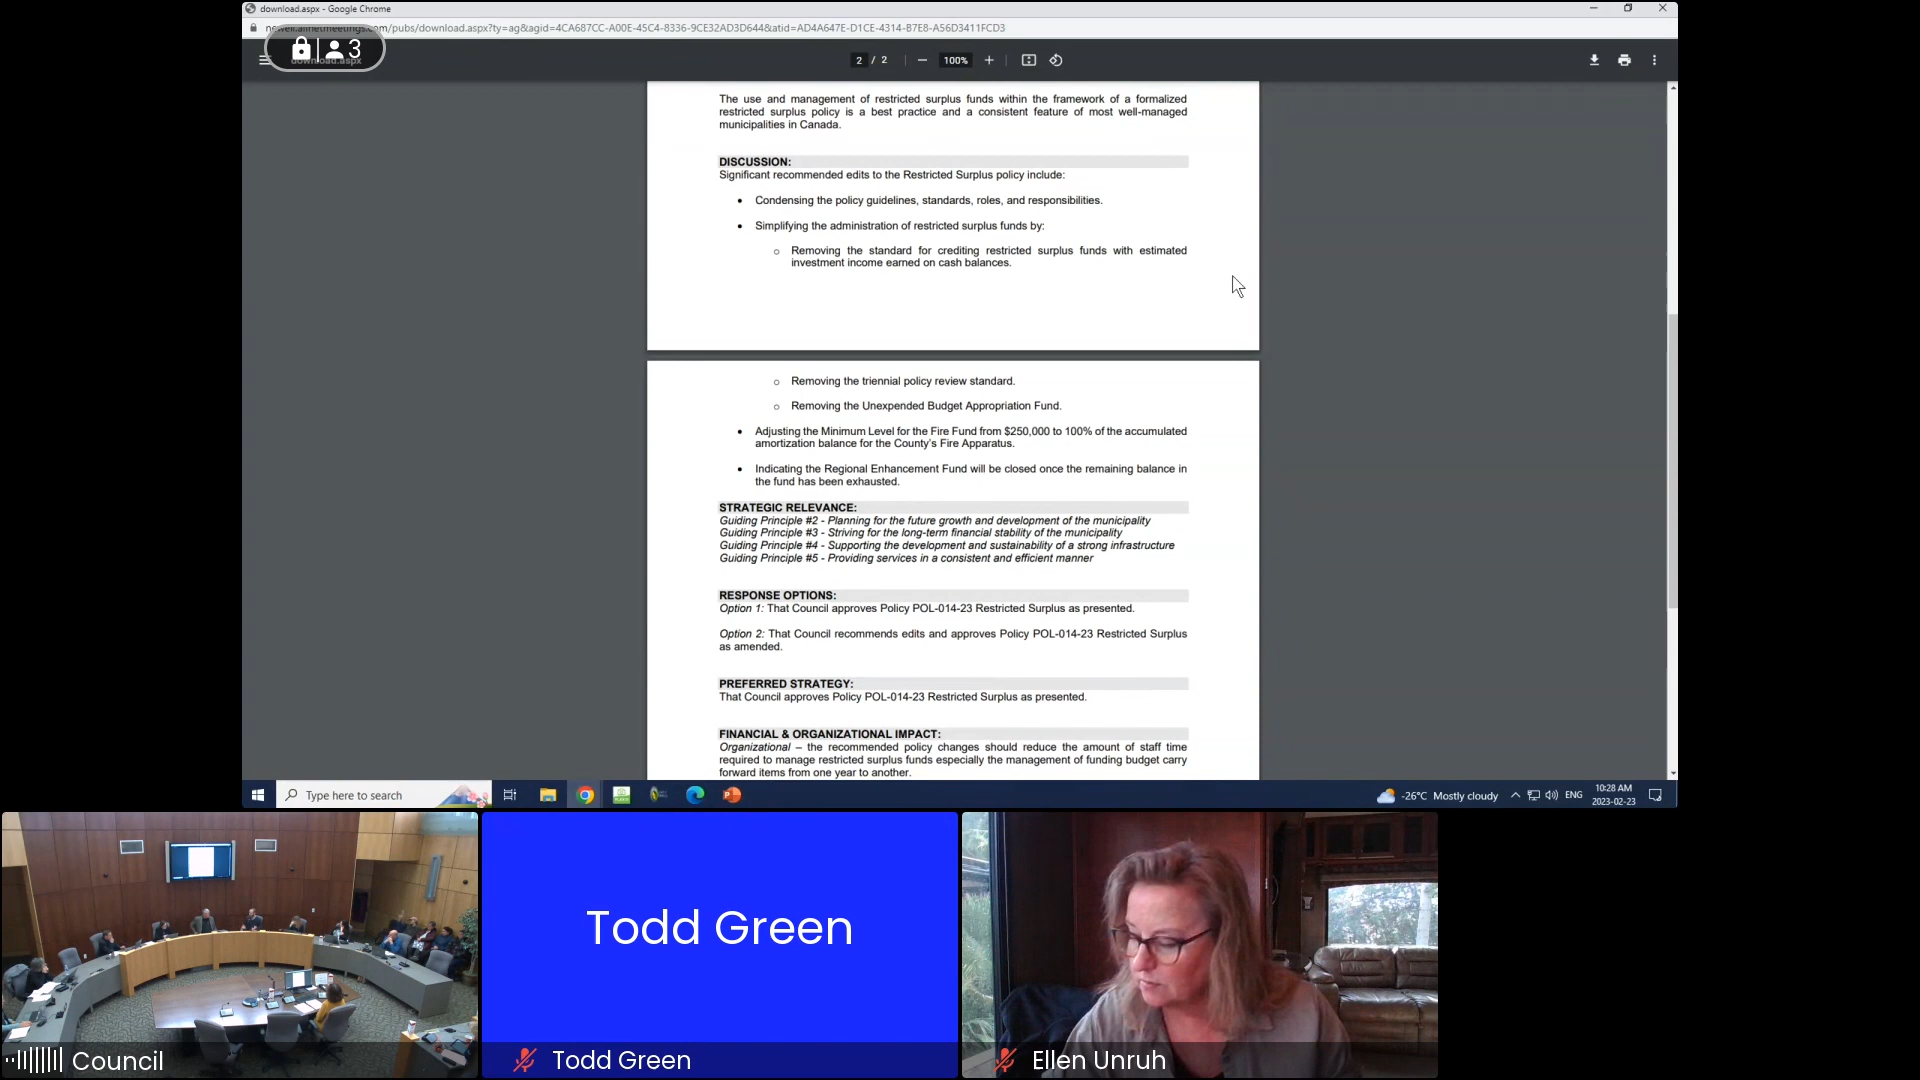 download.aspx - Google Chrome
newell.allnetmeetings.com/pubs/download.aspx?ty=ag&agid=4CA687CC-A00E-45C4-8336-9CE32AD3D644&atid=AD4A647E-D1CE-4314-B7E8-A56D3411FCD3
3
download.aspx
2 / 2
100%
The use and management of restricted surplus funds within the framework of a formalized
restricted surplus policy is a best practice and a consistent feature of most well-managed
municipalities in Canada.
DISCUSSION:
Significant recommended edits to the Restricted Surplus policy include:
• Condensing the policy guidelines, standards, roles, and responsibilities.
• Simplifying the administration of restricted surplus funds by:
o Removing the standard for crediting restricted surplus funds with estimated
investment income earned on cash balances.
o Removing the triennial policy review standard.
o Removing the Unexpended Budget Appropriation Fund.
• Adjusting the Minimum Level for the Fire Fund from $250,000 to 100% of the accumulated
amortization balance for the County's Fire Apparatus.
• Indicating the Regional Enhancement Fund will be closed once the remaining balance in
the fund has been exhausted.
STRATEGIC RELEVANCE:
Guiding Principle #2 - Planning for the future growth and development of the municipality
Guiding Principle #3 - Striving for the long-term financial stability of the municipality
Guiding Principle #4 - Supporting the development and sustainability of a strong infrastructure
Guiding Principle #5 - Providing services in a consistent and efficient manner
RESPONSE OPTIONS:
Option 1: That Council approves Policy POL-014-23 Restricted Surplus as presented.
Option 2: That Council recommends edits and approves Policy POL-014-23 Restricted Surplus
as amended.
PREFERRED STRATEGY:
That Council approves Policy POL-014-23 Restricted Surplus as presented.
FINANCIAL & ORGANIZATIONAL IMPACT:
Organizational – the recommended policy changes should reduce the amount of staff time
required to manage restricted surplus funds especially the management of funding budget carry
forward items from one year to another.
Type here to search
-26°C Mostly cloudy
ENG
10:28 AM
2023-02-23
Council
Todd Green
Todd Green
Ellen Unruh